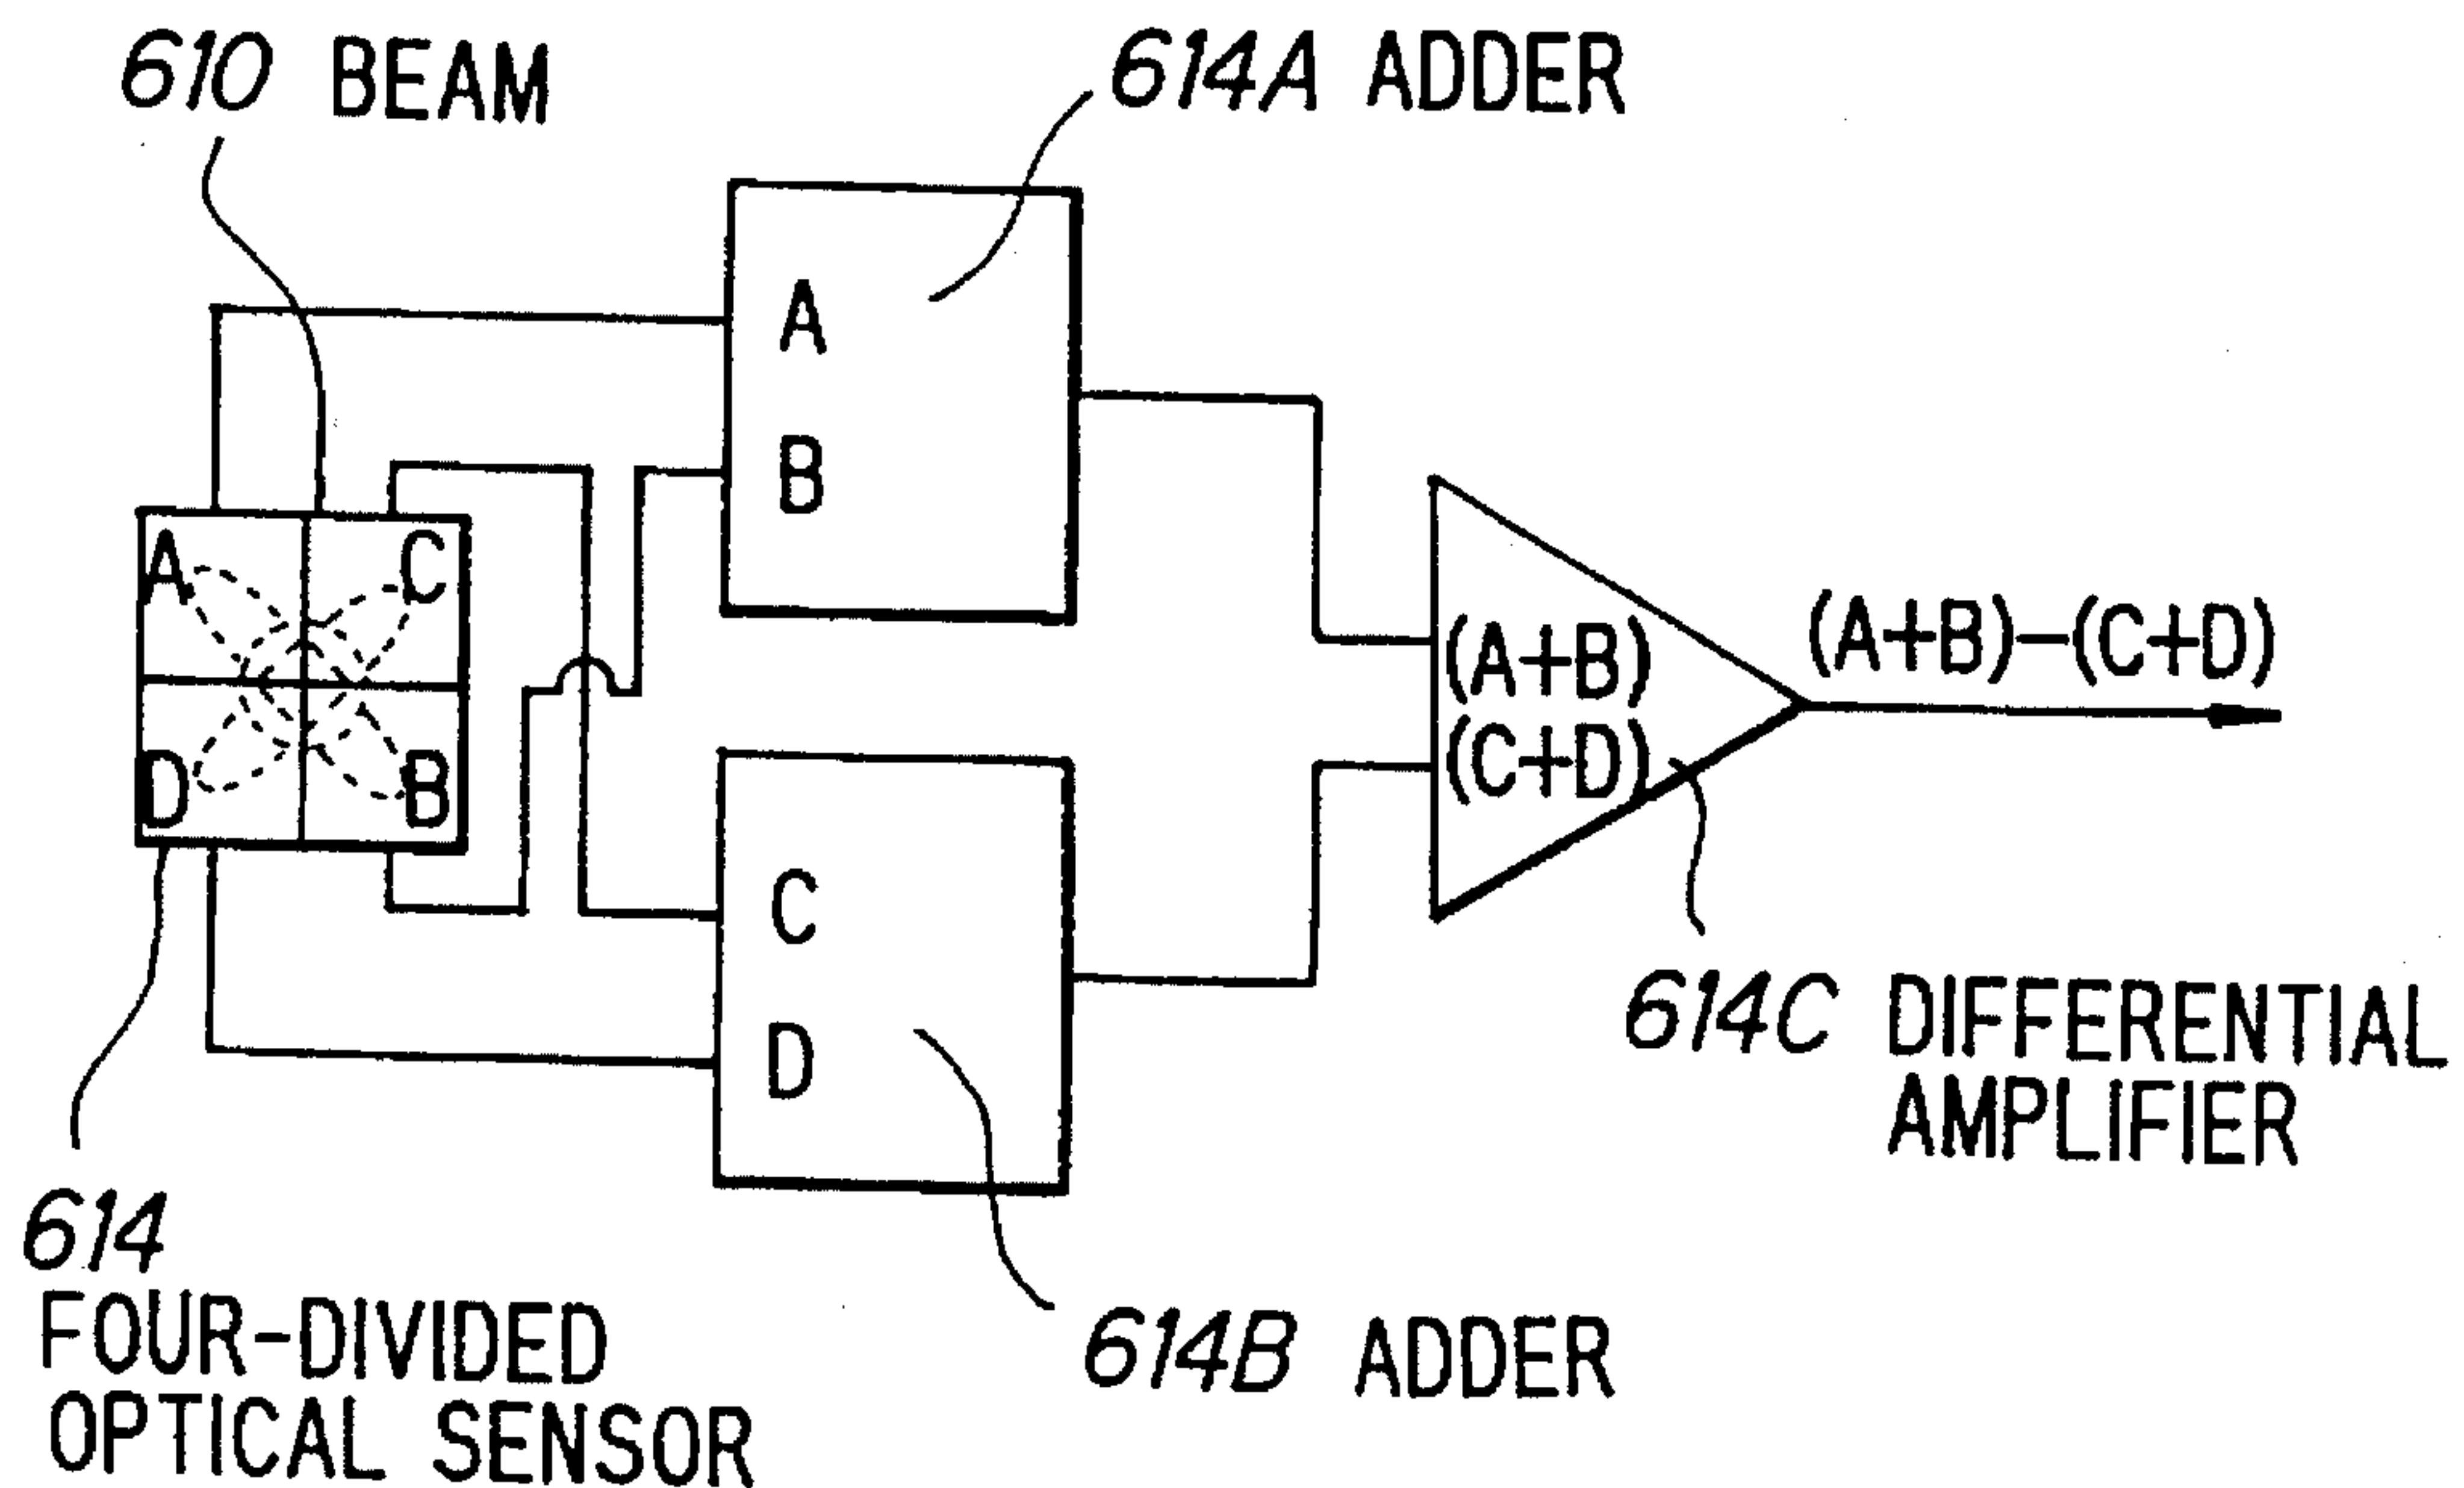 610 BEAM
614A ADDER
A
B
A
C
D
B
(A+B)
(C+D)
(A+B)-(C+D)
C
D
614C DIFFERENTIAL
AMPLIFIER
614
FOUR-DIVIDED
OPTICAL SENSOR
614B ADDER